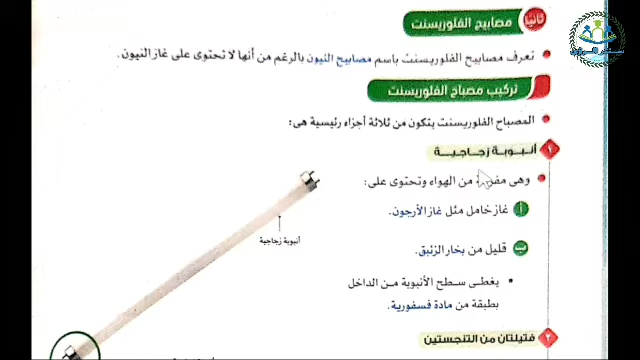 ثانيًا مصابيح الفلوريسنت
تعرف مصابيح الفلوريسنت باسم مصابيح النيون بالرغم من أنها لا تحتوى على غاز النيون.
تركيب مصباح الفلوريسنت
المصباح الفلوريسنت يتكون من ثلاثة أجزاء رئيسية هى:
١ أنبوبة زجاجية
وهى من الهواء وتحتوى على:
أ غاز خامل مثل غاز الأرجون.
ب قليل من بخار الزئبق.
أنبوبة زجاجية
يغطى سطح الأنبوبة من الداخل
بطبقة من مادة فسفورية.
٢ فتيلتان من التنجستين